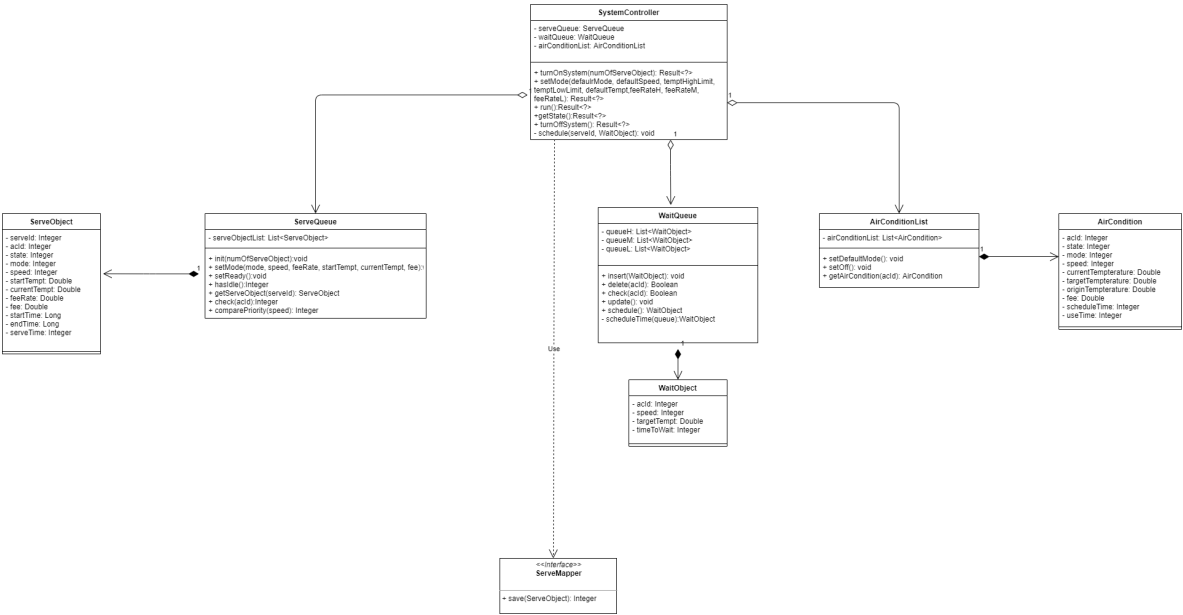 SystemController
- serveQueue: ServeQueue
- waitQueue: WaitQueue
- airConditionList: AirConditionList
+ turnOnSystem(numOfServeObject): Result<?>
+ setMode(defaulrMode, defaultSpeed, temptHighLimit,
temptLowLimit, defaultTempt,feeRateH, feeRateM,
feeRateL): Result<?>
+ run():Result<?>
+getState():Result<?>
+ turnOffSystem(): Result<?>
- schedule(serveId, WaitObject): void
1
1
1
ServeObject
- serveId: Integer
- acId: Integer
- state: Integer
- mode: Integer
- speed: Integer
- startTempt: Double
- currentTempt: Double
- feeRate: Double
- fee: Double
- startTime: Long
- endTime: Long
- serveTime: Integer
1
ServeQueue
- serveObjectList: List<ServeObject>
+ init(numOfServeObject):void
+ setMode(mode, speed, feeRate, startTempt, currentTempt, fee):
+ setReady():void
+ hasIdle():Integer
+ getServeObject(serveId): ServeObject
+ check(acId):Integer
+ comparePriority(speed): Integer
WaitQueue
- queueH: List<WaitObject>
- queueM: List<WaitObject>
- queueL: List<WaitObject>
+ insert(WaitObject): void
+ delete(acId): Boolean
+ check(acId): Boolean
+ update(): void
+ schedule(): WaitObject
- scheduleTime(queue):WaitObject
1
AirConditionList
- airConditionList: List<AirCondition>
+ setDefaultMode(): void
+ setOff(): void
+ getAirCondition(acId): AirCondition
1
AirCondition
- acId: Integer
- state: Integer
- mode: Integer
- speed: Integer
- currentTempterature: Double
- targetTempterature: Double
- originTempterature: Double
- fee: Double
- scheduleTime: Integer
- useTime: Integer
Use
WaitObject
- acId: Integer
- speed: Integer
- targetTempt: Double
- timeToWait: Integer
<<Interface>>
ServeMapper
+ save(ServeObject): Integer